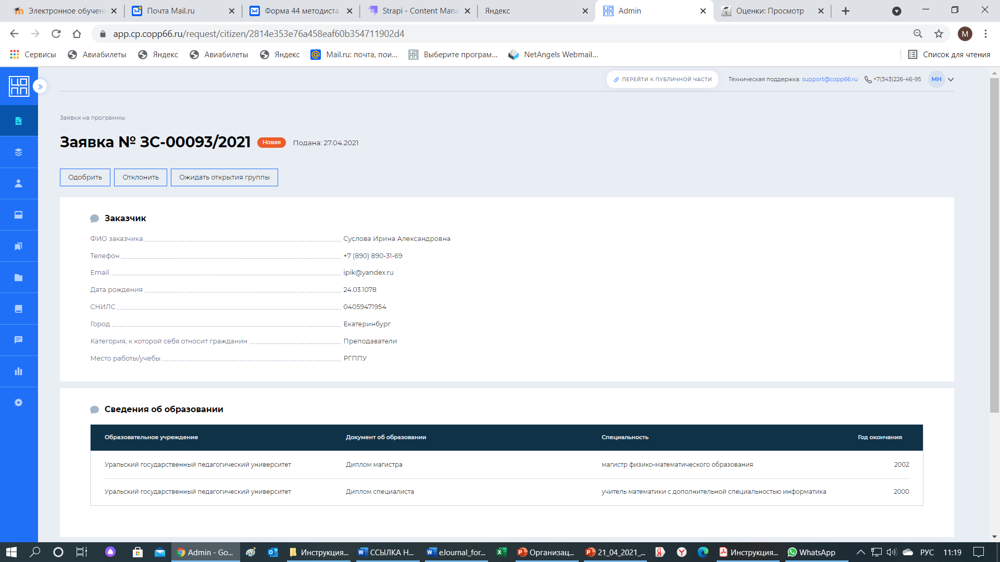 Электронное обучен
Почта Mail.ru
Форма 44 методиста
Strapi - Content Mana
Яндекс
Admin
Оценки: Просмотр
app.cp.copp66.ru/request/citizen/2814e353e76a458eaf60b354711902d4
M
Сервисы
Авиабилеты
Яндекс
Авиабилеты
Яндекс
Mail.ru: почта, пои...
Выберите програм...
NetAngels Webmail...
Список для чтения
ПЕРЕЙТИ К ПУБЛИЧНОЙ ЧАСТИ
Техническая поддержка: support@copp66.ru
+7(343)226-46-95
МН
Заявки на программы
Заявка № ЗС-00093/2021
Новая
Подана: 27.04.2021
Одобрить
Отклонить
Ожидать открытия группы
Заказчик
ФИО заказчика Суслова Ирина Александровна
Телефон +7 (890) 890-31-69
Email ipik@yandex.ru
Дата рождения 24.03.1078
СНИЛС 04059471954
Город Екатеринбург
Категория, к которой себя относит гражданин Преподаватели
Место работы/учебы РГППУ
Сведения об образовании
Образовательное учреждение Документ об образовании Специальность Год окончания
Уральский государственный педагогический университет Диплом магистра магистр физико-математического образования 2002
Уральский государственный педагогический университет Диплом специалиста учитель математики с дополнительной специальностью информатика 2000
Admin - Go...
Инструкция...
ССЫЛКА Н...
eJournal_for...
Организац...
21_04_2021_...
Инструкция...
WhatsApp
РУС
11:19